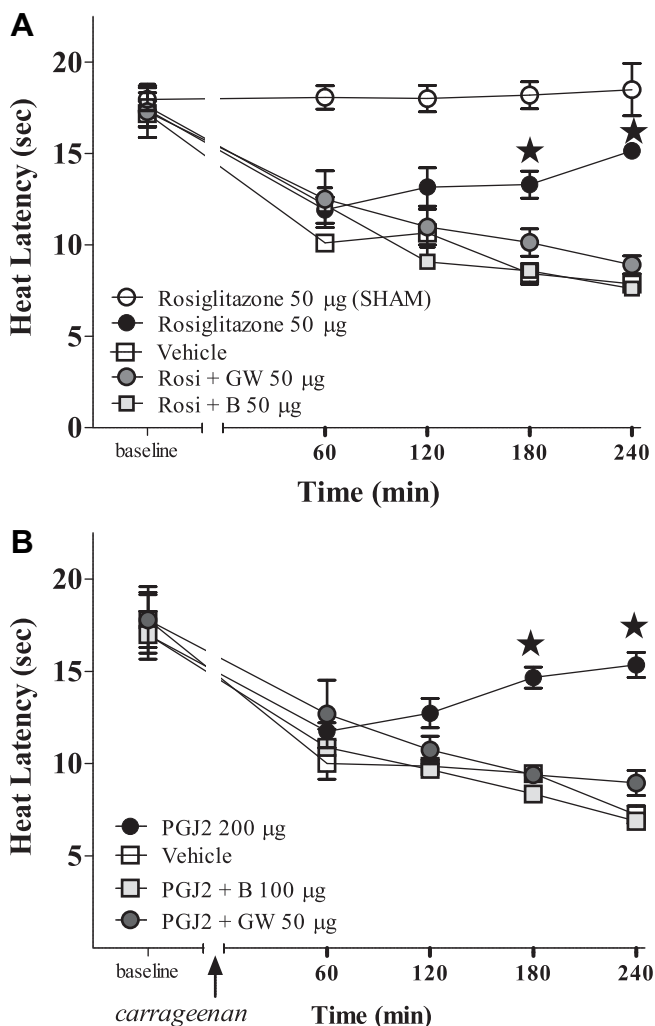 A
Heat Latency (sec)
20
15
10
5
0
Rosiglitazone 50 μg (SHAM)
Rosiglitazone 50 μg
Vehicle
Rosi + GW 50 μg
Rosi + B 50 μg
baseline 60 120 180 240
Time (min)
B
Heat Latency (sec)
20
15
10
5
PGJ2 200 μg
Vehicle
PGJ2 + B 100 μg
PGJ2 + GW 50 μg
baseline 60 120 180 240
carrageenan Time (min)